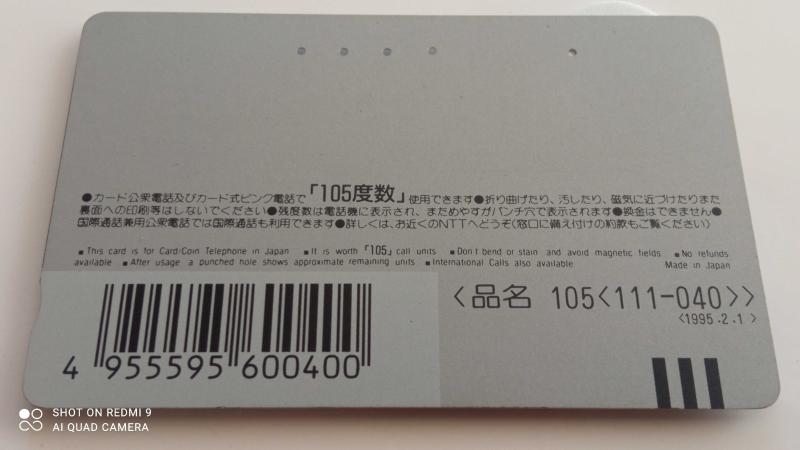 ●カード公衆電話及びカード式ピンク電話で「105度数」使用できます●折り曲げたり、汚したり、磁気に近づけたりまた
裏面への印刷等はしないでください●残度数は電話機に表示され、まためやすがパンチ穴で表示されます●換金はできません●
国際通話兼用公衆電話では国際通話も利用できます●詳しくは、お近くのNTTへどうぞ(窓口に備え付けの約款もご覧ください)
■ This card is for Card/Coin Telephone in Japan ■ It is worth「105」call units ■ Don't bend or stain and avoid magnetic fields ■ No refunds
available ■ After usage a punched hole shows approximate remaining units ■ International Calls also available Made in Japan
<品名 105<111-040>>
<1995.2.1>
4 955595 600400
SHOT ON REDMI 9
AI QUAD CAMERA